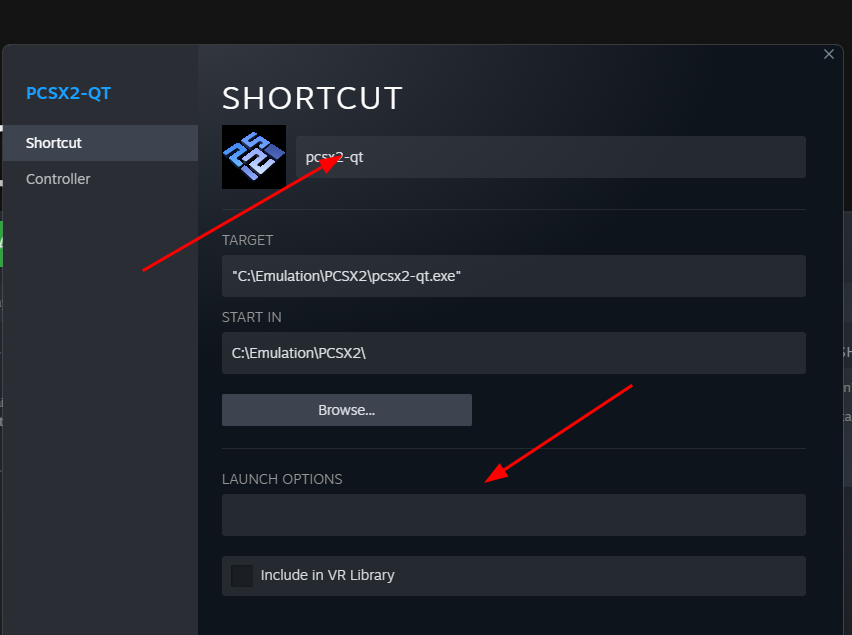 PCSX2-QT
Shortcut
Controller
SHORTCUT
pcsx2-qt
TARGET
"C:\Emulation\PCSX2\pcsx2-qt.exe"
START IN
C:\Emulation\PCSX2\
Browse...
LAUNCH OPTIONS
Include in VR Library